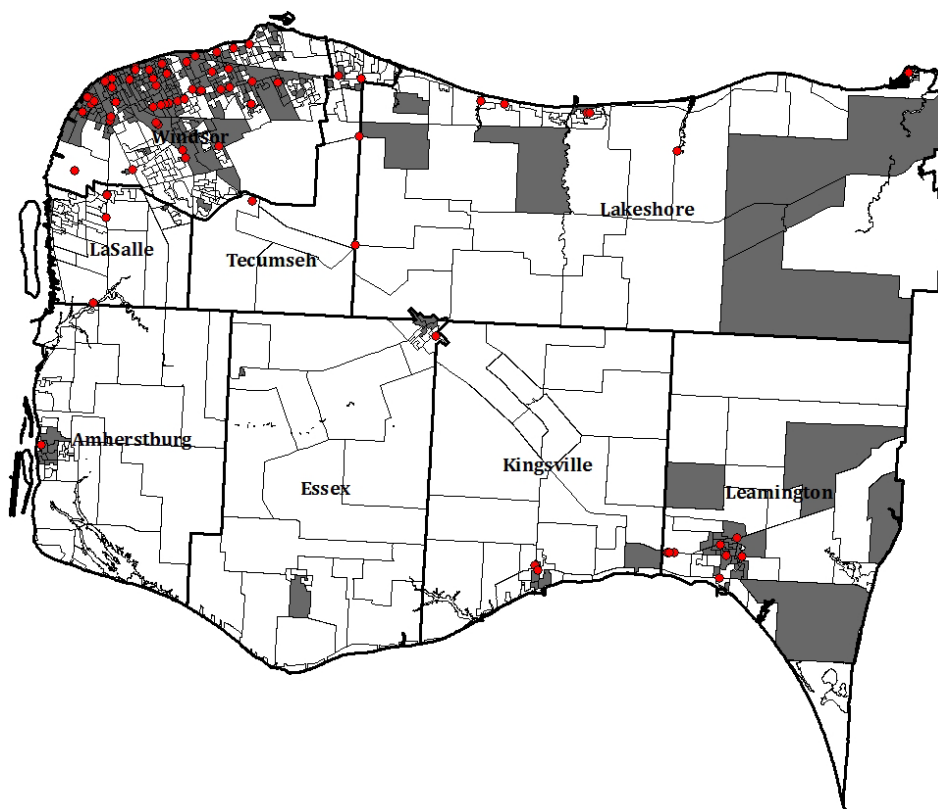 Windsor
Lakeshore
LaSalle
Tecumseh
Amherstburg
Kingsville
Essex
Leamington